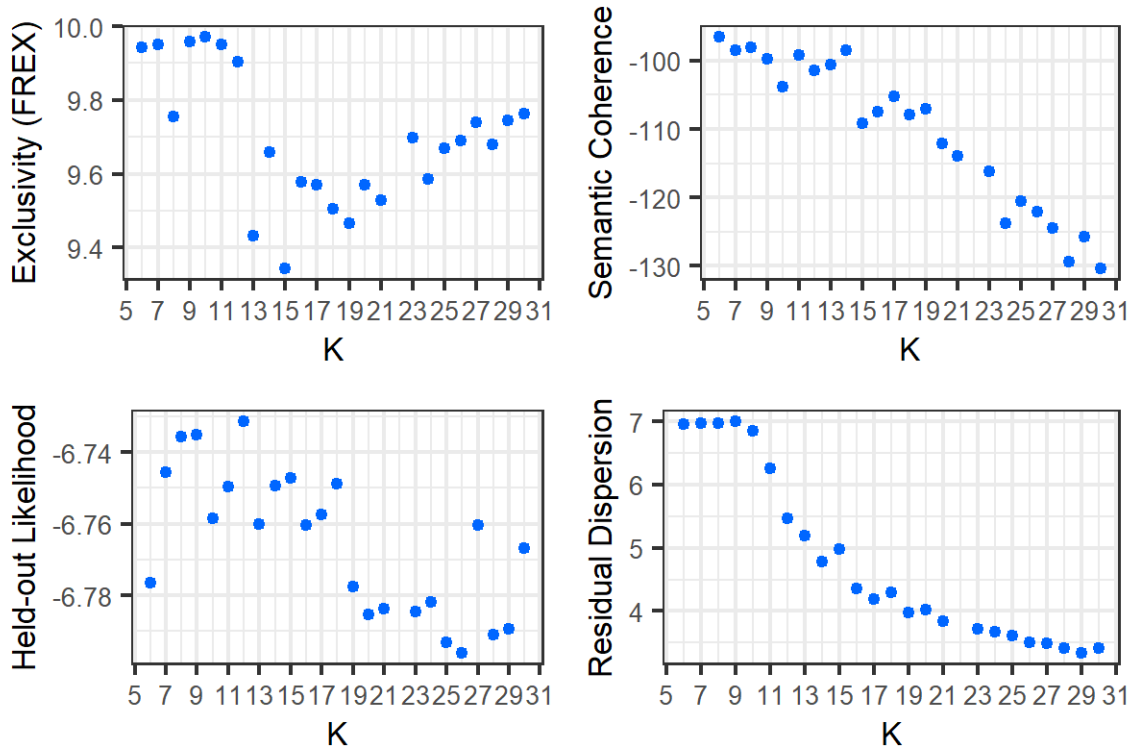 Exclusivity (FREX)
10.0
9.8
9.6
9.4
5 7 9 11 13 15 17 19 21 23 25 27 29 31
K
Semantic Coherence
-100
-110
-120
-130
5 7 9 11 13 15 17 19 21 23 25 27 29 31
K
Held-out Likelihood
-6.74
-6.76
-6.78
5 7 9 11 13 15 17 19 21 23 25 27 29 31
K
Residual Dispersion
7
6
5
4
5 7 9 11 13 15 17 19 21 23 25 27 29 31
K